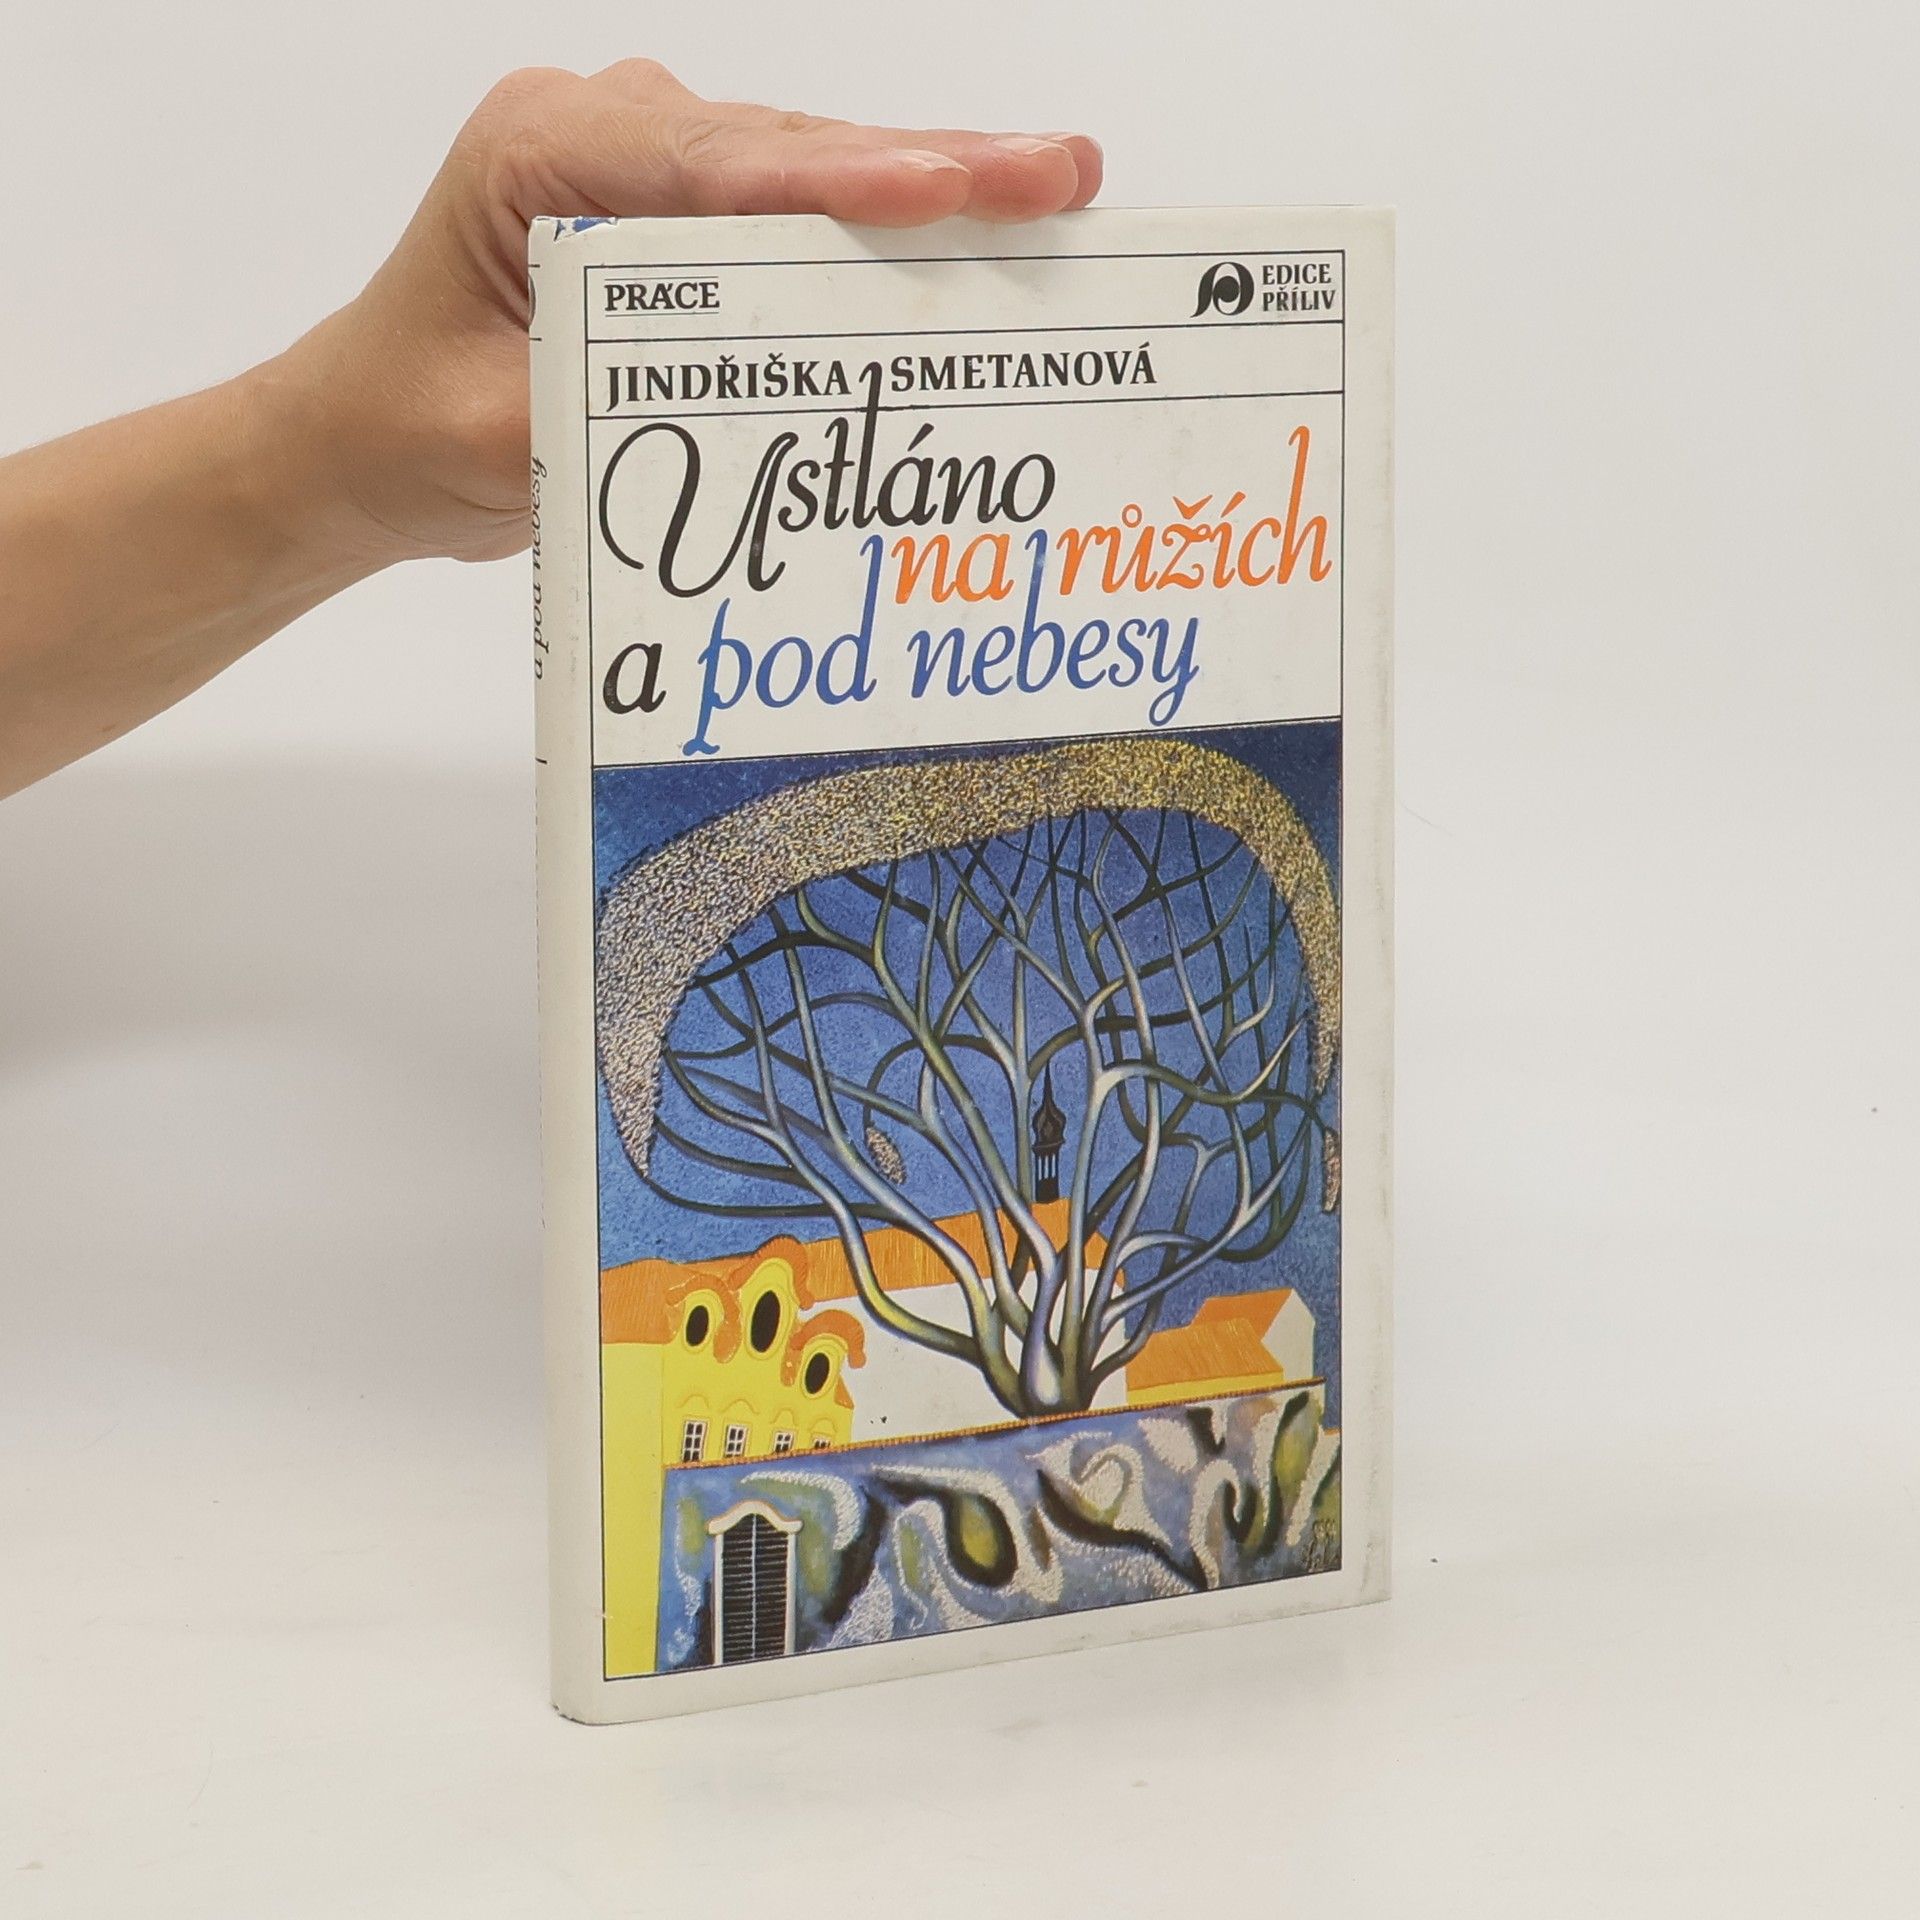 PRÁCE
EDICE
PŘÍLIV
JINDŘIŠKA SMETANOVÁ
Ustláno
na růžích
a pod nebesy
a pod nebesy